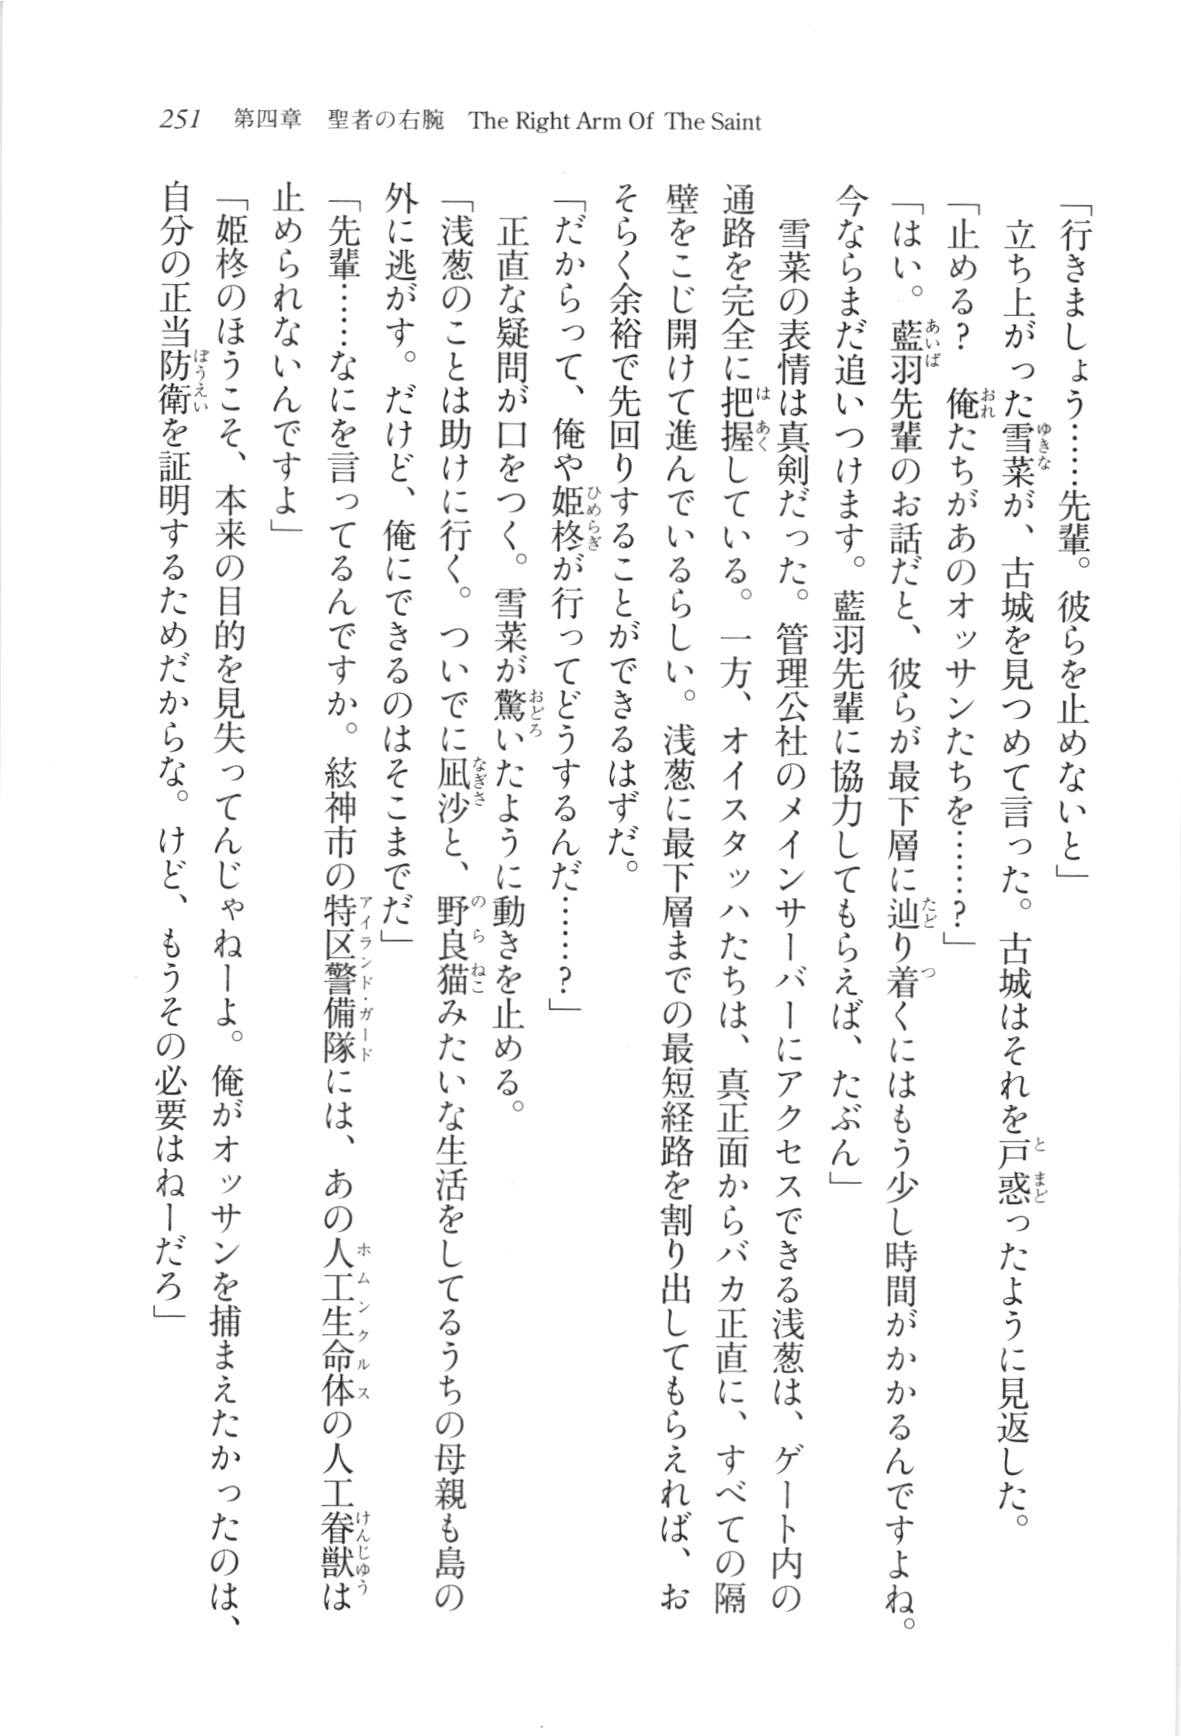 251　第四章　聖者の右腕　The Right Arm Of The Saint
「行きましょう……先輩。彼らを止めないと」
　立ち上がった雪菜が、古城を見つめて言った。古城はそれを戸惑ったように見返した。
「止める？　俺たちがあのオッサンたちを……？」
「はい。藍羽先輩のお話だと、彼らが最下層に辿り着くにはもう少し時間がかかるんですよね。
今ならまだ追いつけます。藍羽先輩に協力してもらえば、たぶん」
　雪菜の表情は真剣だった。管理公社のメインサーバーにアクセスできる浅葱は、ゲート内の
通路を完全に把握している。一方、オイスタッハたちは、真正面からバカ正直に、すべての隔
壁をこじ開けて進んでいるらしい。浅葱に最下層までの最短経路を割り出してもらえれば、お
そらく余裕で先回りすることができるはずだ。
「だからって、俺や姫柊が行ってどうするんだ……？」
　正直な疑問が口をつく。雪菜が驚いたように動きを止める。
「浅葱のことは助けに行く。ついでに凪沙と、野良猫みたいな生活をしてるうちの母親も島の
外に逃がす。だけど、俺にできるのはそこまでだ」
「先輩……なにを言ってるんですか。絃神市の特区警備隊には、あの人工生命体の人工眷獣は
止められないんですよ」
「姫柊のほうこそ、本来の目的を見失ってんじゃねーよ。俺がオッサンを捕まえたかったのは、
自分の正当防衛を証明するためだからな。けど、もうその必要はねーだろ」